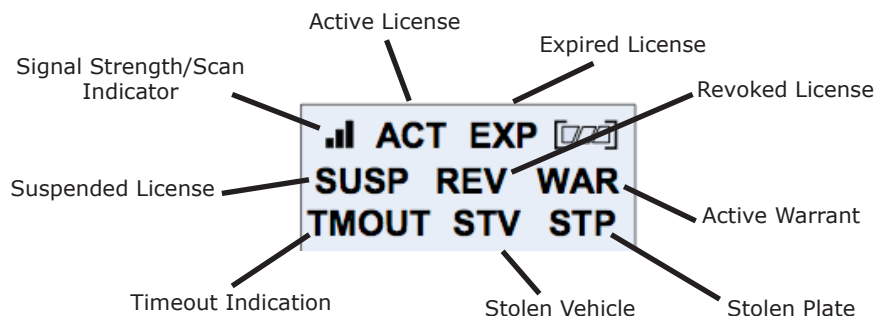 Active License
Expired License
Signal Strength/Scan
Indicator
Revoked License
ACT EXP
SUSP REV WAR
Suspended License
Active Warrant
TMOUT STV STP
Timeout Indication
Stolen Vehicle
Stolen Plate